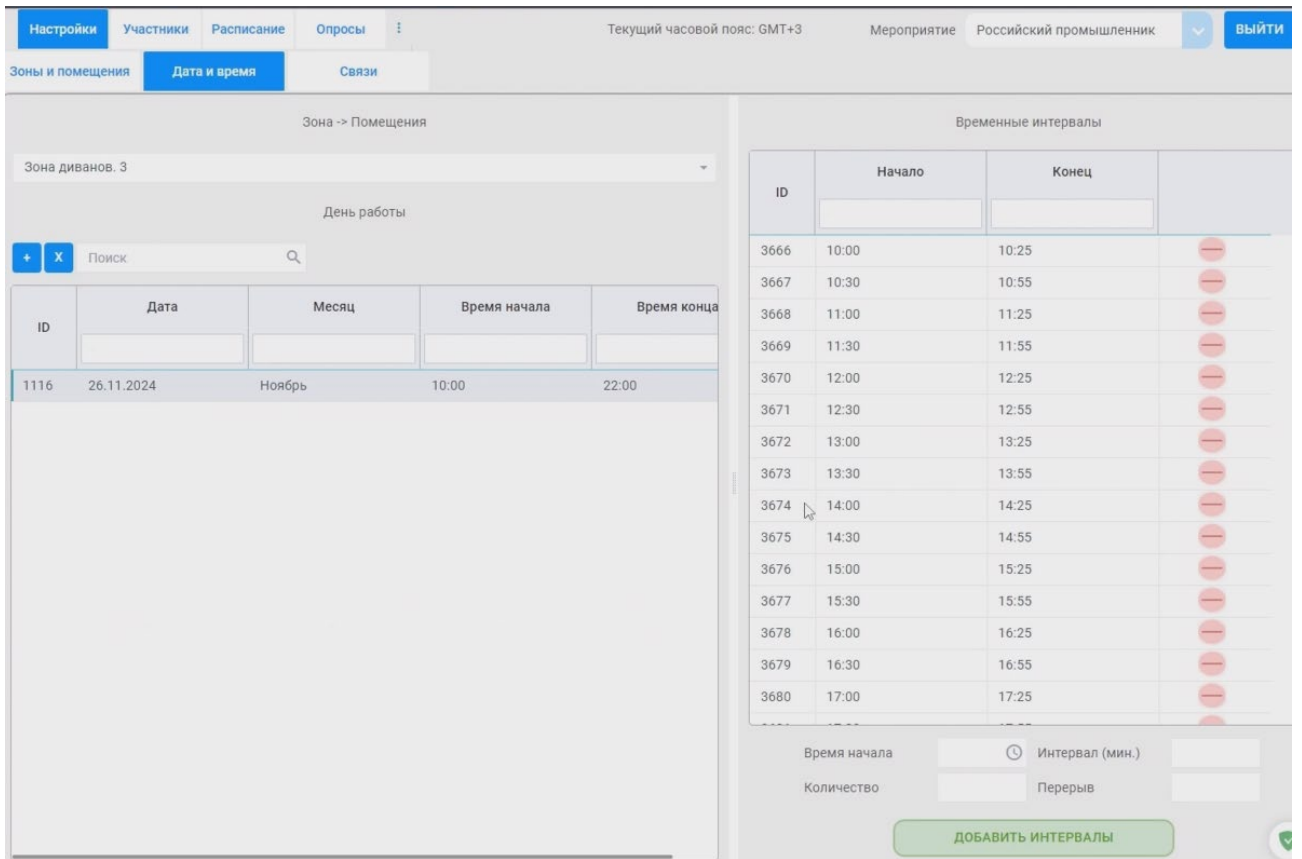 Настройки Участники Расписание Опросы Текущий часовой пояс: GMT+3 Мероприятие Российский промышленник ВЫЙТИ
Зоны и помещения Дата и время Связи
Зона -> Помещения
Зона диванов. 3
День работы
+ X Поиск
ID Дата Месяц Время начала Время конца
1116 26.11.2024 Ноябрь 10:00 22:00
Временные интервалы
ID Начало Конец
3666 10:00 10:25
3667 10:30 10:55
3668 11:00 11:25
3669 11:30 11:55
3670 12:00 12:25
3671 12:30 12:55
3672 13:00 13:25
3673 13:30 13:55
3674 14:00 14:25
3675 14:30 14:55
3676 15:00 15:25
3677 15:30 15:55
3678 16:00 16:25
3679 16:30 16:55
3680 17:00 17:25
Время начала Интервал (мин.)
Количество Перерыв
ДОБАВИТЬ ИНТЕРВАЛЫ